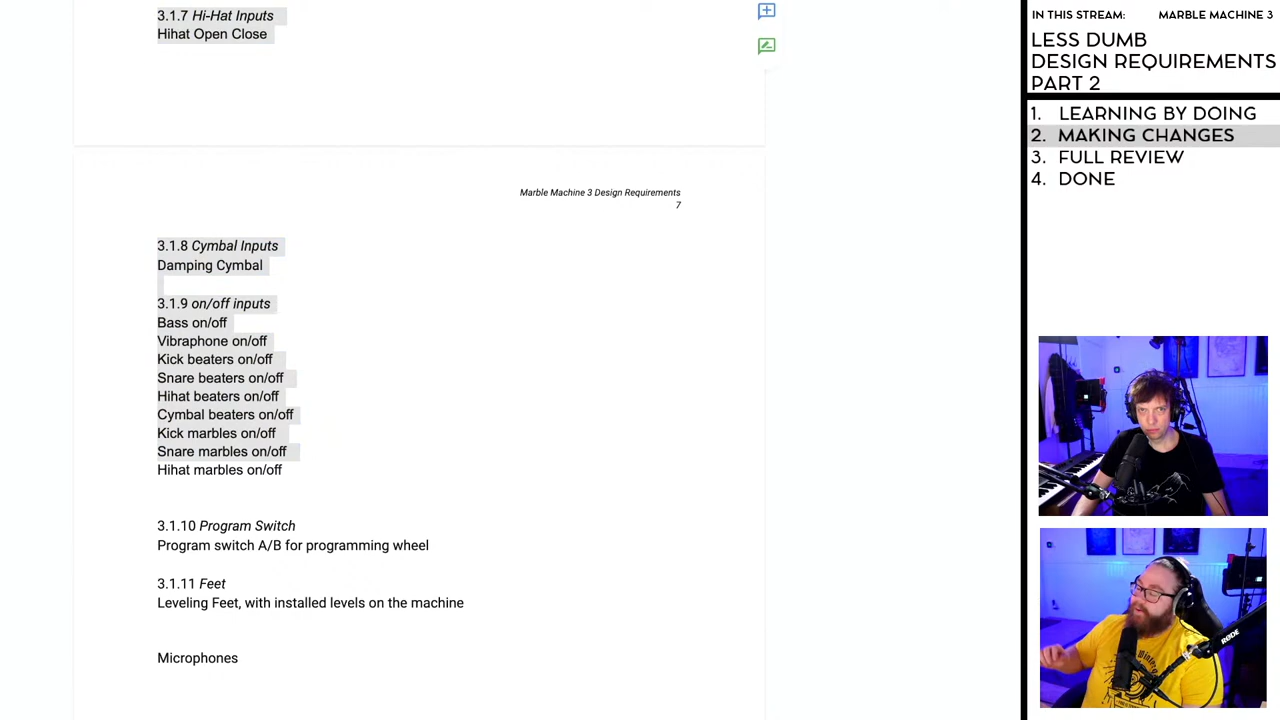 3.1.7 Hi-Hat Inputs
Hihat Open Close
Marble Machine 3 Design Requirements
7
3.1.8 Cymbal Inputs
Damping Cymbal
3.1.9 on/off inputs
Bass on/off
Vibraphone on/off
Kick beaters on/off
Snare beaters on/off
Hihat beaters on/off
Cymbal beaters on/off
Kick marbles on/off
Snare marbles on/off
Hihat marbles on/off
3.1.10 Program Switch
Program switch A/B for programming wheel
3.1.11 Feet
Leveling Feet, with installed levels on the machine
Microphones
IN THIS STREAM: MARBLE MACHINE 3
LESS DUMB
DESIGN REQUIREMENTS
PART 2
1. LEARNING BY DOING
2. MAKING CHANGES
3. FULL REVIEW
4. DONE
RØDE